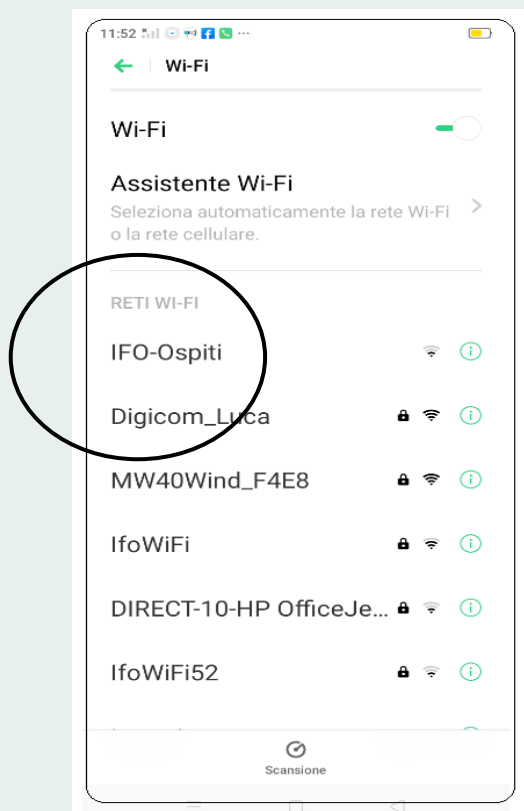 11:52
Wi-Fi
Wi-Fi
Assistente Wi-Fi
Seleziona automaticamente la rete Wi-Fi
o la rete cellulare.
RETI WI-FI
IFO-Ospiti
Digicom_Luca
MW40Wind_F4E8
IfoWiFi
DIRECT-10-HP OfficeJe...
IfoWiFi52
Scansione